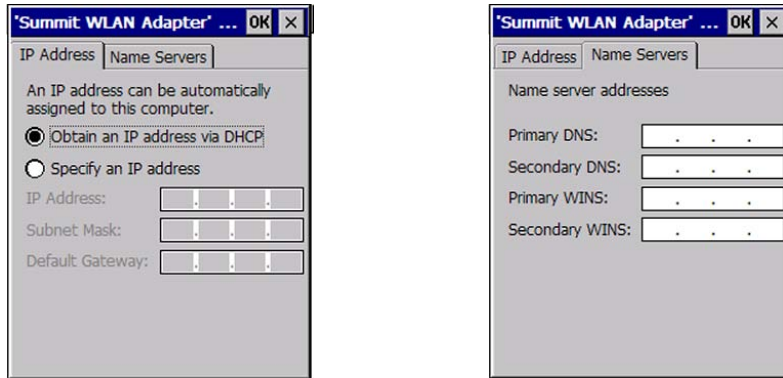 'Summit WLAN Adapter' ... OK ×
IP Address Name Servers
An IP address can be automatically
assigned to this computer.
Obtain an IP address via DHCP
Specify an IP address
IP Address: . . .
Subnet Mask: . . .
Default Gateway: . . .
'Summit WLAN Adapter' ... OK ×
IP Address Name Servers
Name server addresses
Primary DNS: . . .
Secondary DNS: . . .
Primary WINS: . . .
Secondary WINS: . . .